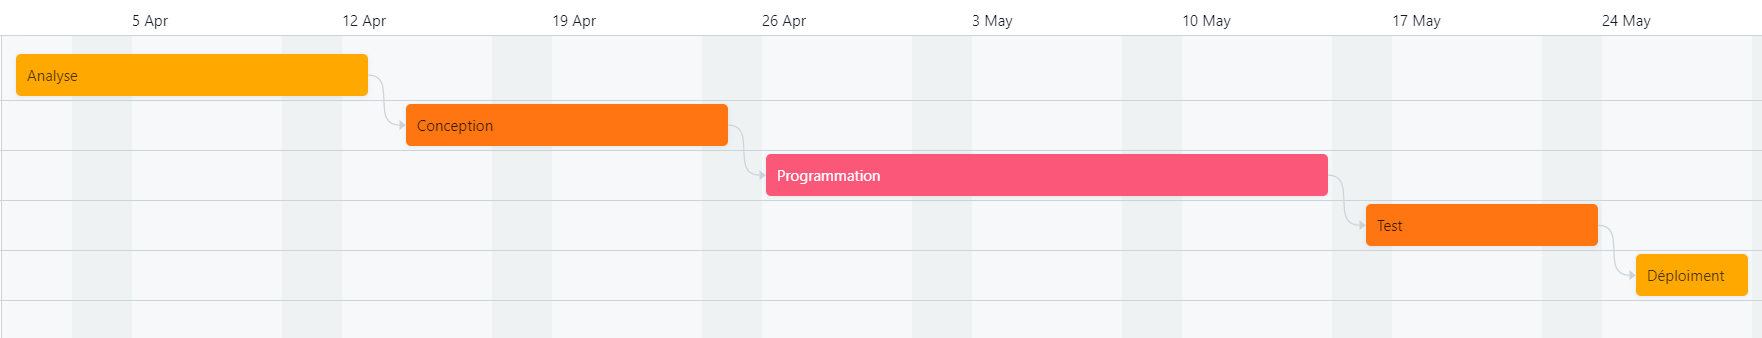 5 Apr 12 Apr 19 Apr 26 Apr 3 May 10 May 17 May 24 May
Analyse
Conception
Programmation
Test
Déploiment